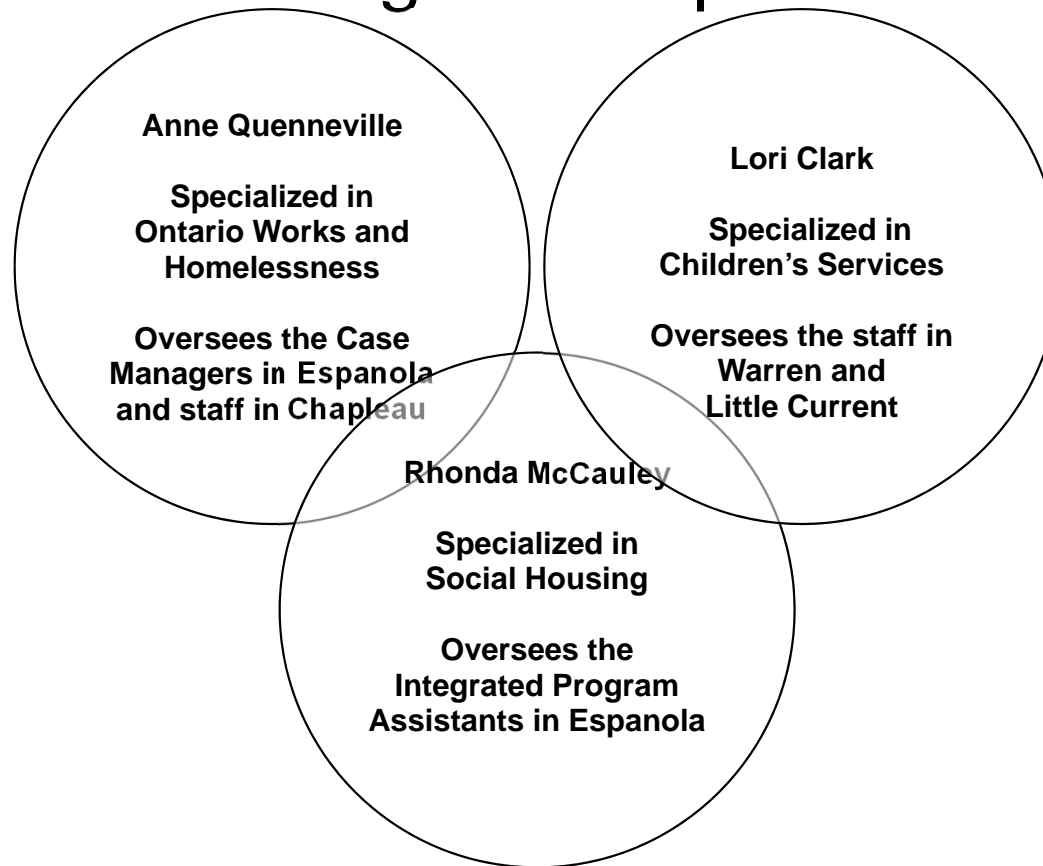 Anne Quenneville
Specialized in
Ontario Works and
Homelessness
Oversees the Case
Managers in Espanola
and staff in Chapleau
Lori Clark
Specialized in
Children’s Services
Oversees the staff in
Warren and
Little Current
Rhonda McCauley
Specialized in
Social Housing
Oversees the
Integrated Program
Assistants in Espanola